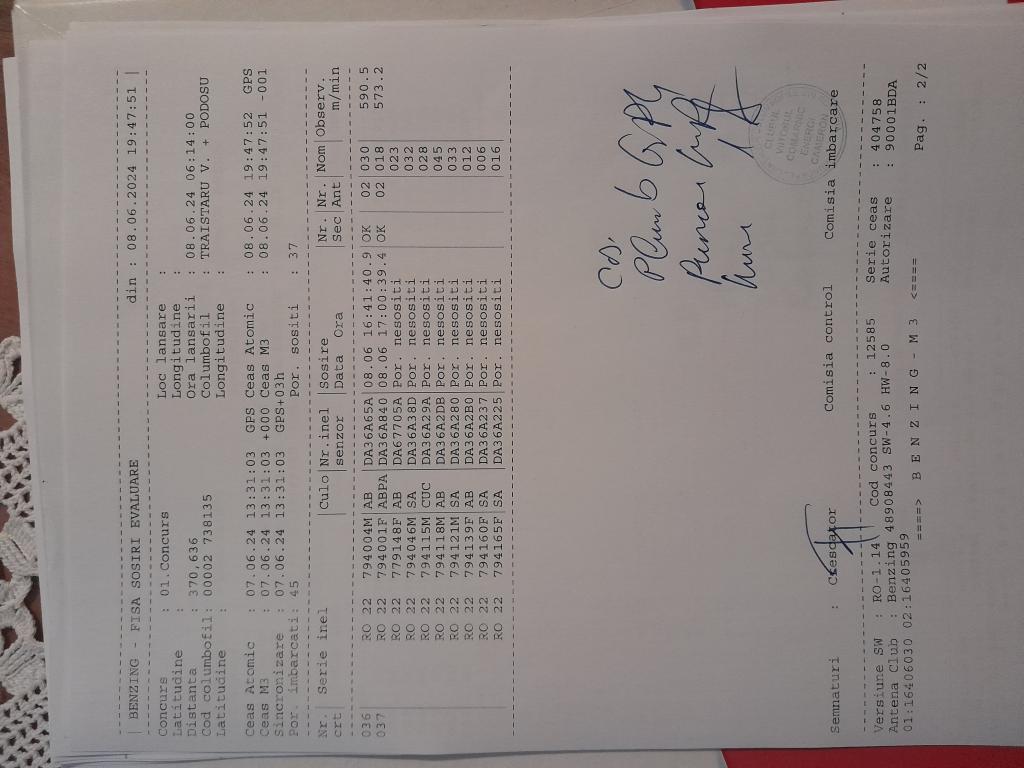 | BENZING - FISA SOSIRI EVALUARE din : 08.06.2024 19:47:51 |
Concurs : 01.Concurs Loc lansare :
Latitudine : Longitudine :
Distanta : 370,636 Ora lansarii : 08.06.24 06:14:00
Cod columbofil: 00002 738135 Columbofil : TRAISTARU V. + PODOSU
Latitudine : Longitudine :
Ceas Atomic : 07.06.24 13:31:03 GPS Ceas Atomic : 08.06.24 19:47:52 GPS
Ceas M3 : 07.06.24 13:31:03 +000 Ceas M3 : 08.06.24 19:47:51 -001
Sincronizare : 07.06.24 13:31:03 GPS+03h
Por. imbarcati: 45 Por. sositi : 37
Nr. Serie inel |Culo|Nr.inel |Sosire |Nr.|Nr.|Nom|Observ.
crt | |senzor |Data Ora |Sec|Ant| | m/min
036 RO 22 794004M AB |DA36A65A|08.06 16:41:40.9|OK | 02|030| 590.5
037 RO 22 794001F ABPA|DA36A840|08.06 17:00:39.4|OK | 02|018| 573.2
RO 22 779148F AB |DA67705A|Por. nesositi | | |023|
RO 22 794046M SA |DA36A38D|Por. nesositi | | |032|
RO 22 794115M CUC |DA36A29A|Por. nesositi | | |028|
RO 22 794118M AB |DA36A2DB|Por. nesositi | | |045|
RO 22 794121M SA |DA36A280|Por. nesositi | | |033|
RO 22 794139F AB |DA36A2B0|Por. nesositi | | |012|
RO 22 794160F SA |DA36A237|Por. nesositi | | |006|
RO 22 794165F SA |DA36A225|Por. nesositi | | |016|
CLUBUL
VIITORUL
COMARNIC
ENERGI
CAMERON
Semnaturi : Crescator Comisia control Comisia imbarcare
Versiune SW : RO-1.14 Cod concurs : 12585 Serie ceas : 404758
Antena Club : Benzing 48908443 SW-4.6 HW-8.0 Autorizare : 90001BDA
01:16406030 02:16405959
====> B E N Z I N G - M 3 <==== Pag. : 2/2